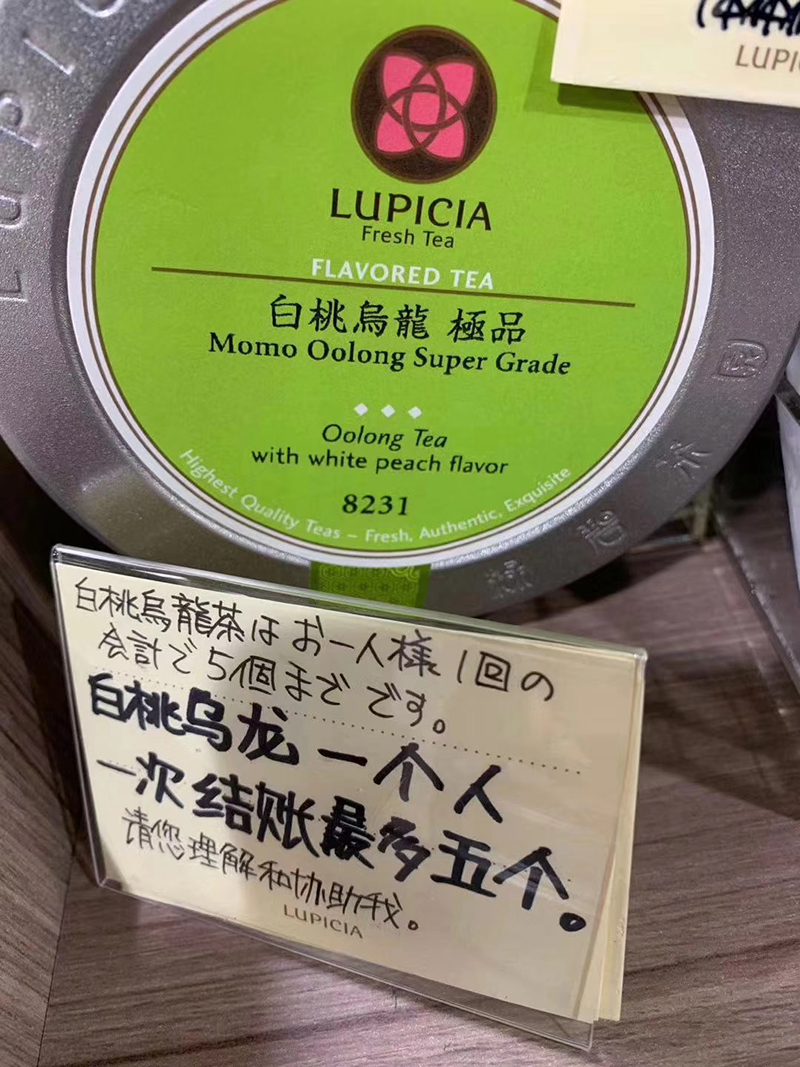 LUPICIA
Fresh Tea
FLAVORED TEA
白桃烏龍 極品
Momo Oolong Super Grade
Oolong Tea
with white peach flavor
8231
Highest Quality Teas – Fresh, Authentic, Exquisite
白桃烏龍茶は お一人様 1回の
会計で 5個まで です。
白桃乌龙 一个人
一次 结账最多五个。
请您理解和协助我。
LUPICIA